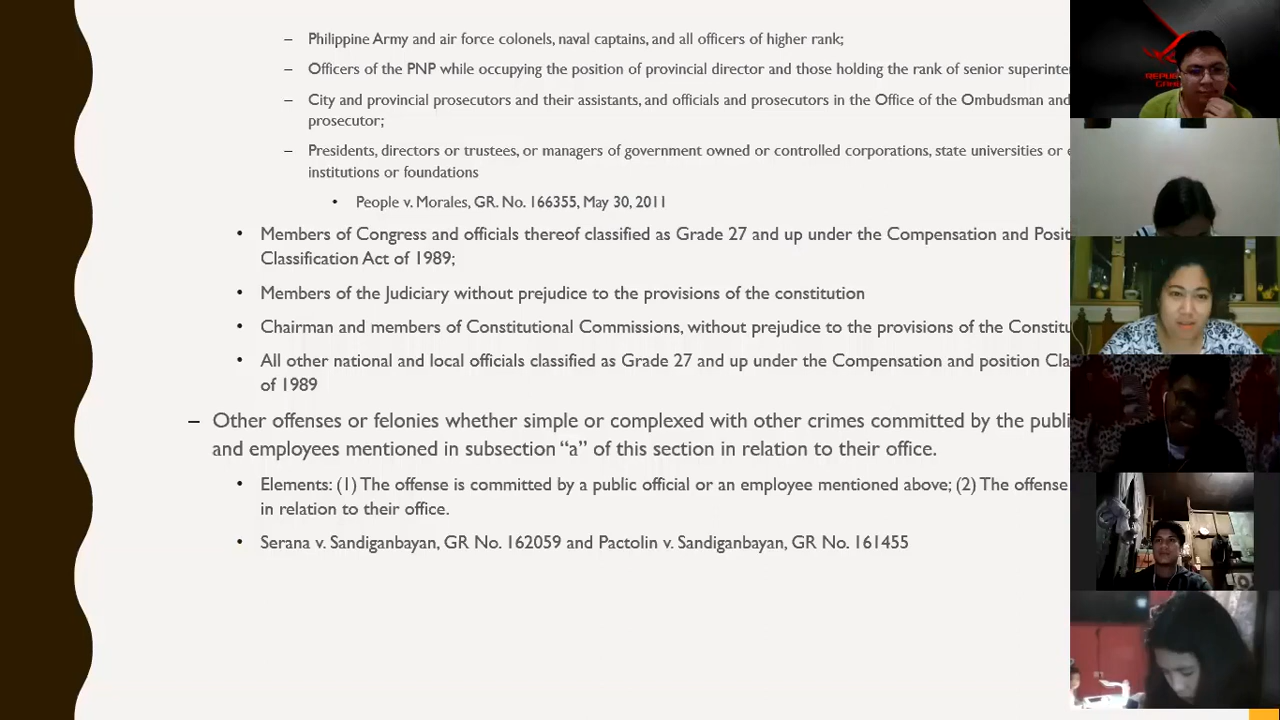 – Philippine Army and air force colonels, naval captains, and all officers of higher rank;
– Officers of the PNP while occupying the position of provincial director and those holding the rank of senior
– City and provincial prosecutors and their assistants, and officials and prosecutors in the Office of the Ombudsman and
prosecutor;
– Presidents, directors or trustees, or managers of government owned or controlled corporations, state universities or
institutions or foundations
• People v. Morales, GR. No. 166355, May 30, 2011
• Members of Congress and officials thereof classified as Grade 27 and up under the Compensation and
Classification Act of 1989;
• Members of the Judiciary without prejudice to the provisions of the constitution
• Chairman and members of Constitutional Commissions, without prejudice to the provisions of the
• All other national and local officials classified as Grade 27 and up under the Compensation and position
of 1989
– Other offenses or felonies whether simple or complexed with other crimes committed by the
and employees mentioned in subsection “a” of this section in relation to their office.
• Elements: (1) The offense is committed by a public official or an employee mentioned above; (2) The offense
in relation to their office.
• Serana v. Sandiganbayan, GR No. 162059 and Pactolin v. Sandiganbayan, GR No. 161455